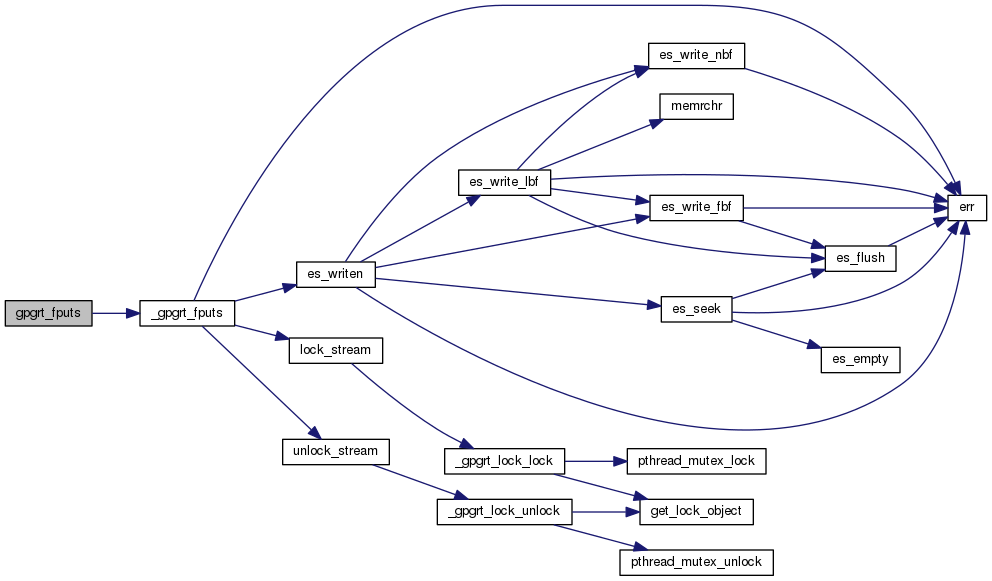 gpgrt_fputs
_gpgrt_fputs
es_writen
lock_stream
unlock_stream
es_write_lbf
_gpgrt_lock_lock
_gpgrt_lock_unlock
es_write_nbf
memrchr
es_write_fbf
es_seek
pthread_mutex_lock
get_lock_object
pthread_mutex_unlock
es_flush
es_empty
err